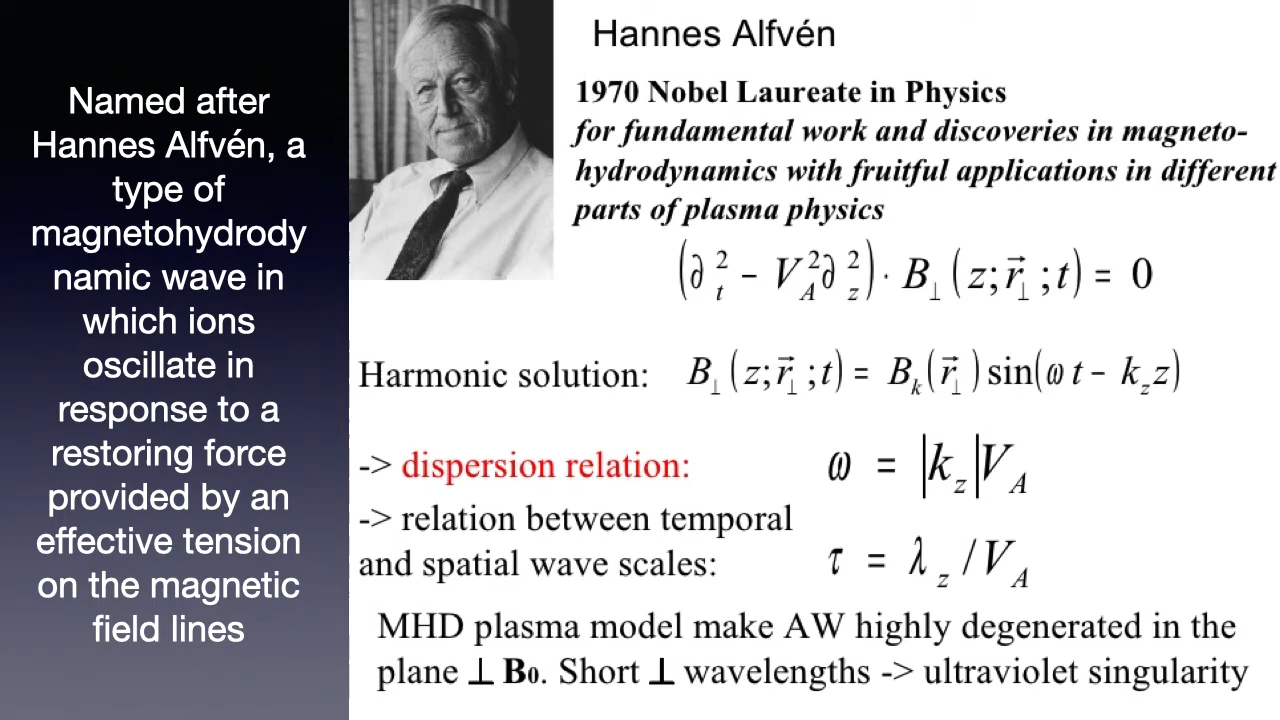 Named after
Hannes Alfvén, a
type of
magnetohydrody
namic wave in
which ions
oscillate in
response to a
restoring force
provided by an
effective tension
on the magnetic
field lines
Hannes Alfvén
1970 Nobel Laureate in Physics
for fundamental work and discoveries in magneto-
hydrodynamics with fruitful applications in different
parts of plasma physics
(∂²ₜ − V²_A ∂²_z) · B⊥ (z; r⃗⊥ ; t) = 0
Harmonic solution: B⊥ (z; r⃗⊥ ; t) = B_k (r⃗⊥) sin(ω t − k_z z)
-> dispersion relation: ω = |k_z| V_A
-> relation between temporal
and spatial wave scales: τ = λ_z / V_A
MHD plasma model make AW highly degenerated in the
plane ⊥ B₀. Short ⊥ wavelengths -> ultraviolet singularity